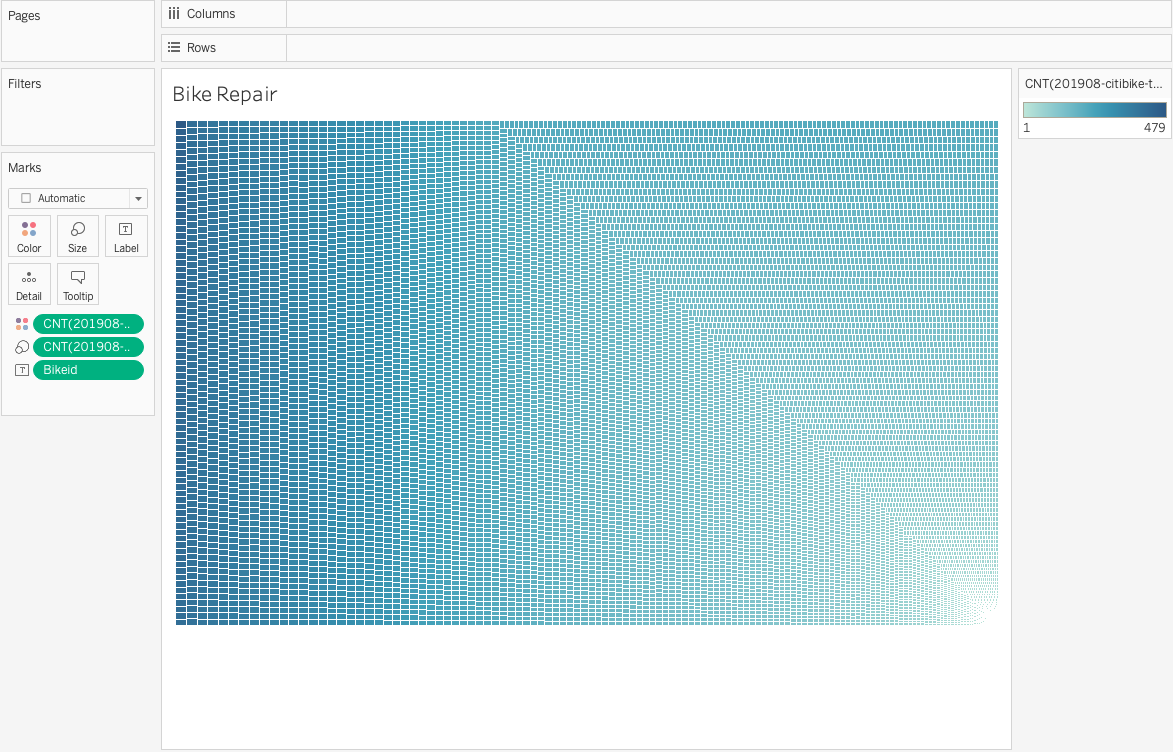 Pages
Columns
Rows
Filters
Marks
Automatic
Color
Size
Label
Detail
Tooltip
CNT(201908-..
CNT(201908-..
Bikeid
Bike Repair
CNT(201908-citibike-t...
1 479